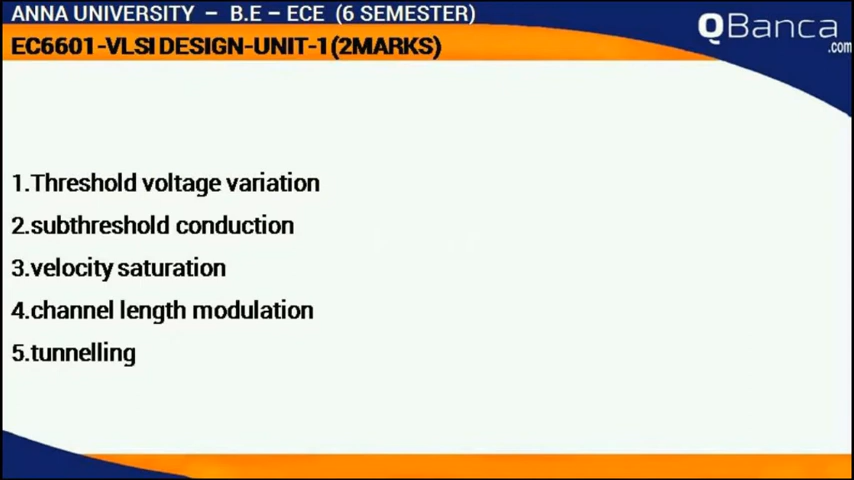 ANNA UNIVERSITY – B.E – ECE (6 SEMESTER)
EC6601-VLSI DESIGN-UNIT-1(2MARKS)
QBanca
.com
1.Threshold voltage variation
2.subthreshold conduction
3.velocity saturation
4.channel length modulation
5.tunnelling